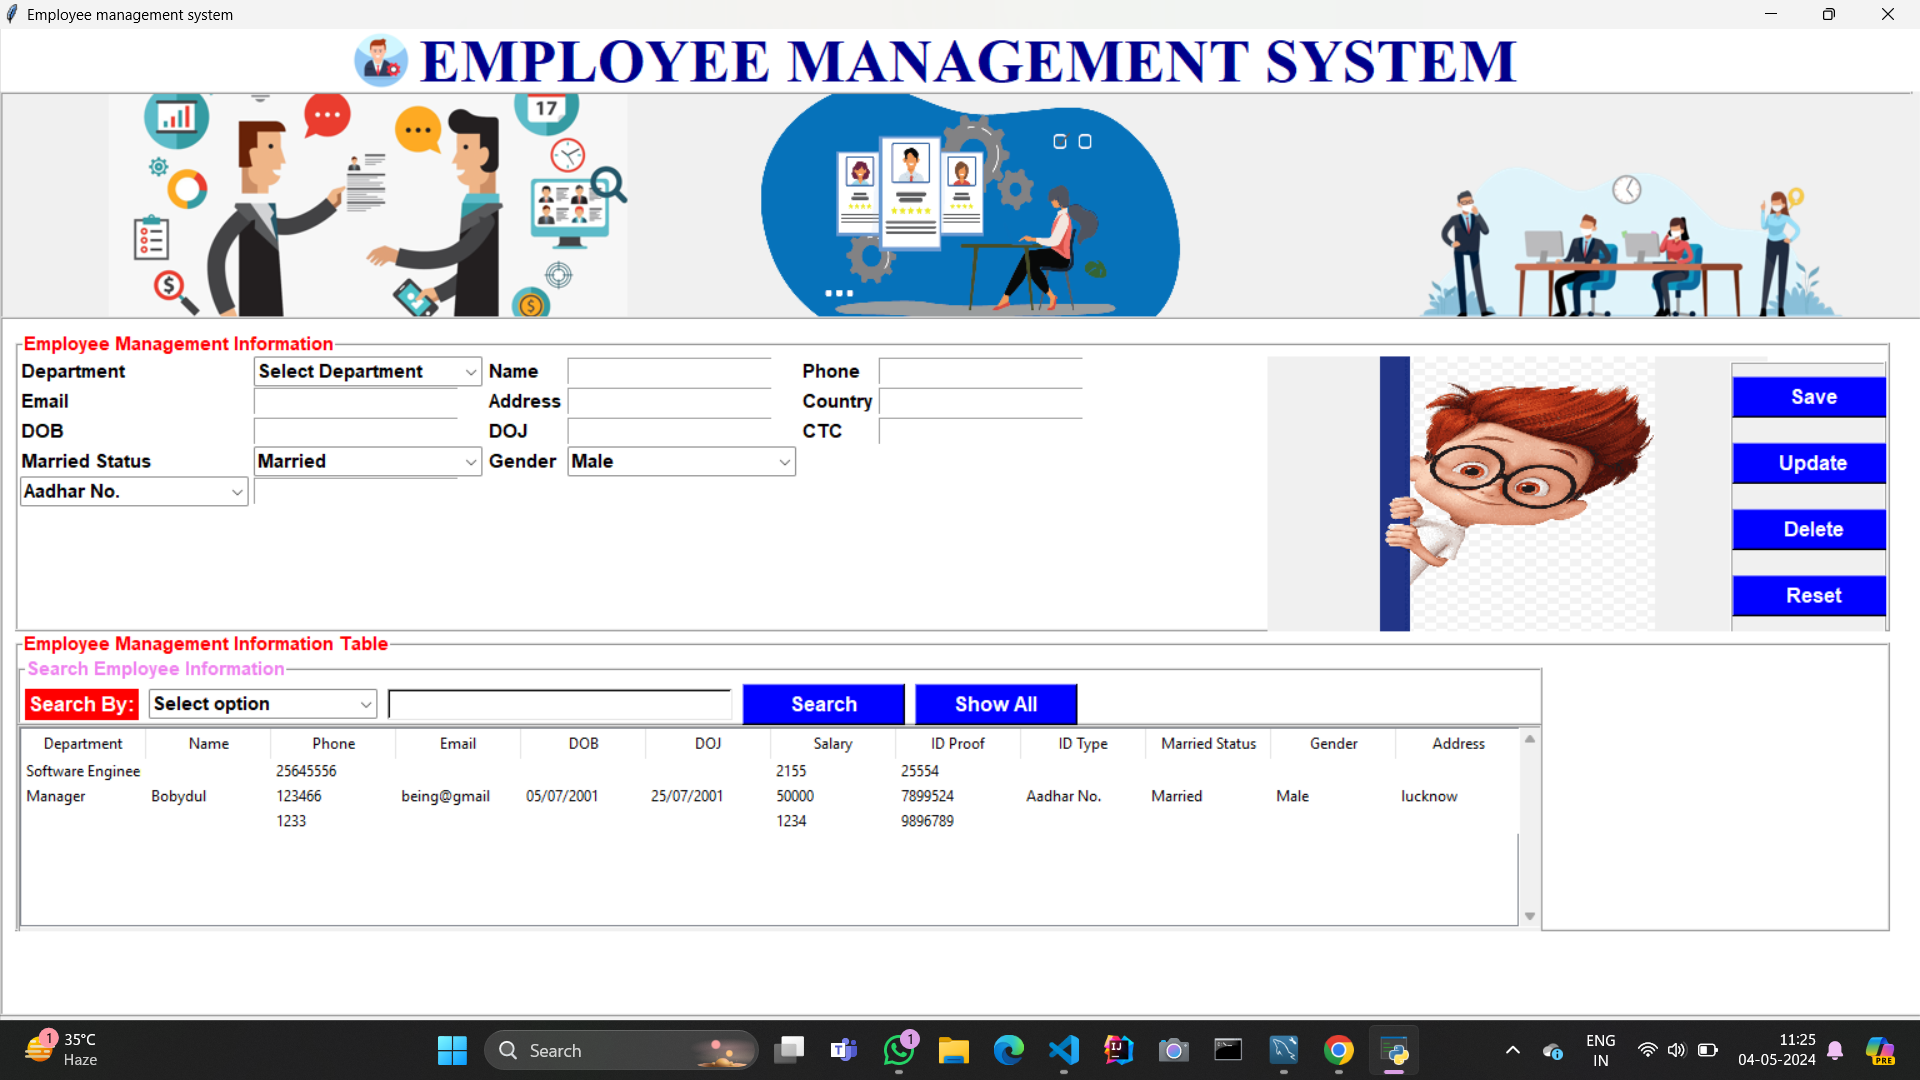 Employee management system
EMPLOYEE MANAGEMENT SYSTEM
17
$
$
Employee Management Information
Department Select Department Name Phone
Email Address Country
DOB DOJ CTC
Married Status Married Gender Male
Aadhar No.
Save
Update
Delete
Reset
Employee Management Information Table
Search Employee Information
Search By: Select option Search Show All
Department Name Phone Email DOB DOJ Salary ID Proof ID Type Married Status Gender Address
Software Enginee 25645556 2155 25554
Manager Bobydul 123466 being@gmail 05/07/2001 25/07/2001 50000 7899524 Aadhar No. Married Male lucknow
1233 1234 9896789
1 35°C
Haze
Search
T
1
IJ
ENG
IN
11:25
04-05-2024
PRE